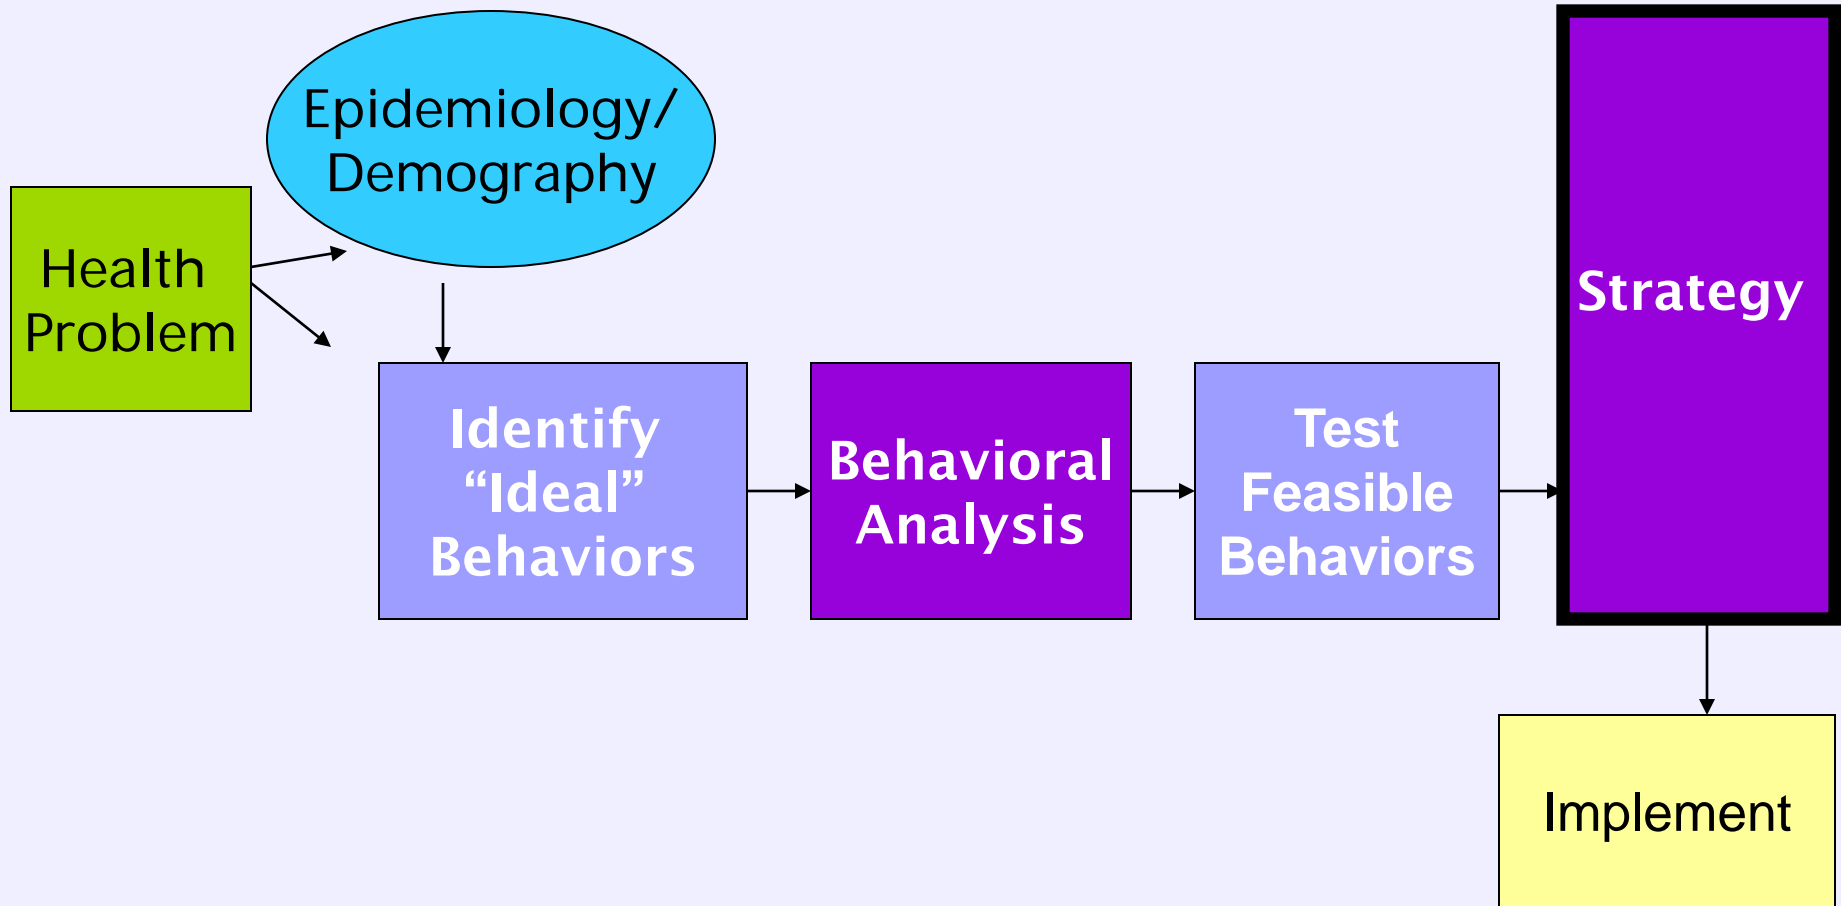 Epidemiology/
Demography
Health
Problem
Identify
“Ideal”
Behaviors
Behavioral
Analysis
Test
Feasible
Behaviors
Strategy
Implement